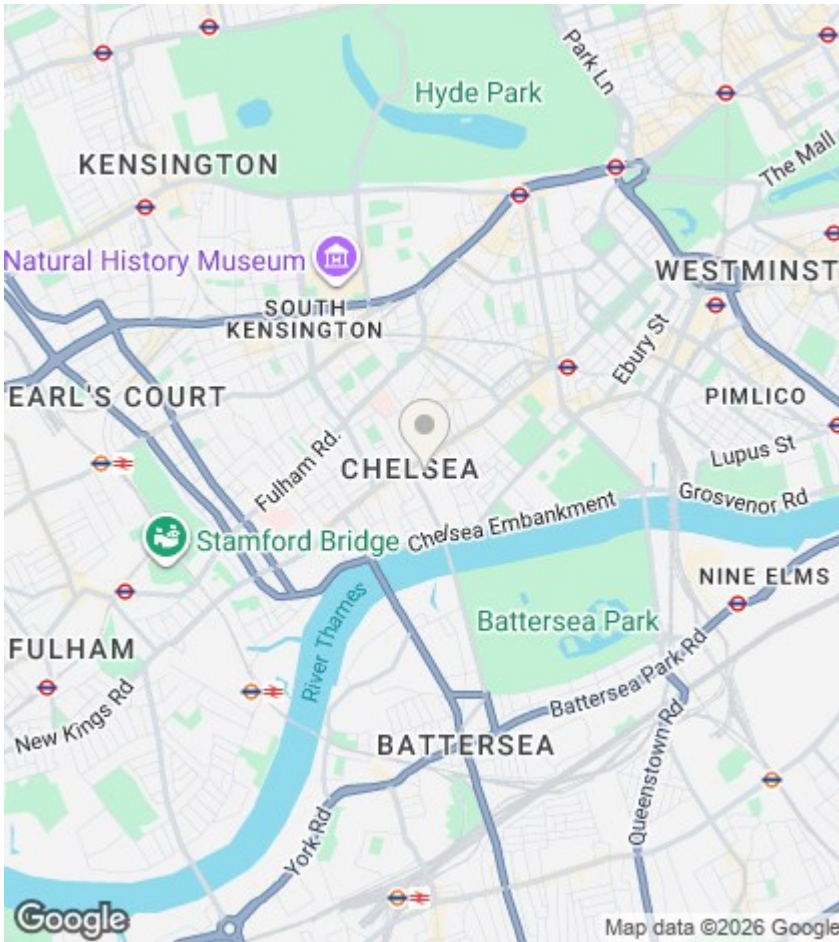 Park Ln
Hyde Park
The Mall
KENSINGTON
Natural History Museum
WESTMINST
SOUTH
KENSINGTON
Ebury St
EARL'S COURT
PIMLICO
Fulham Rd.
CHELSEA
Lupus St
Grosvenor Rd
Chelsea Embankment
Stamford Bridge
NINE ELMS
River Thames
Battersea Park
FULHAM
Battersea Park Rd
New Kings Rd
BATTERSEA
Queenstown Rd
York Rd
Google
Map data ©2026 Google